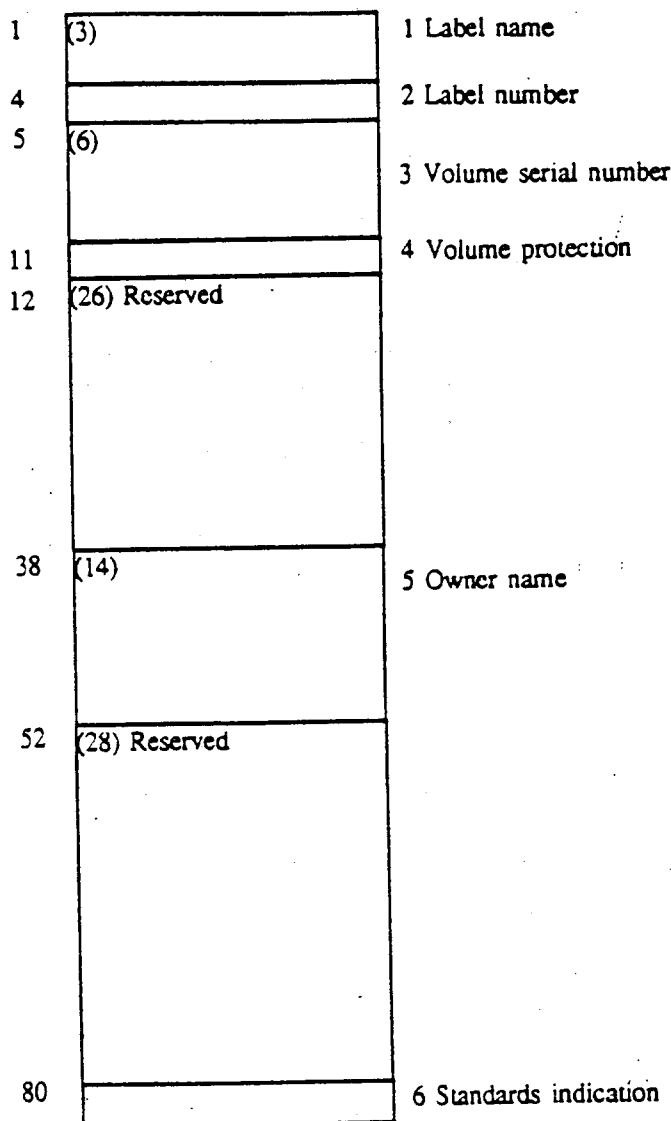 1 (3) 1 Label name
4 2 Label number
5 (6)
3 Volume serial number
11 4 Volume protection
12 (26) Reserved
38 (14) 5 Owner name
52 (28) Reserved
80 6 Standards indication